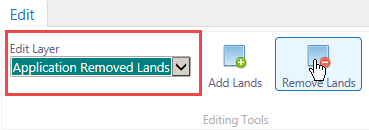 Edit
Edit Layer
Application Removed Lands
Add Lands
Remove Lands
Editing Tools